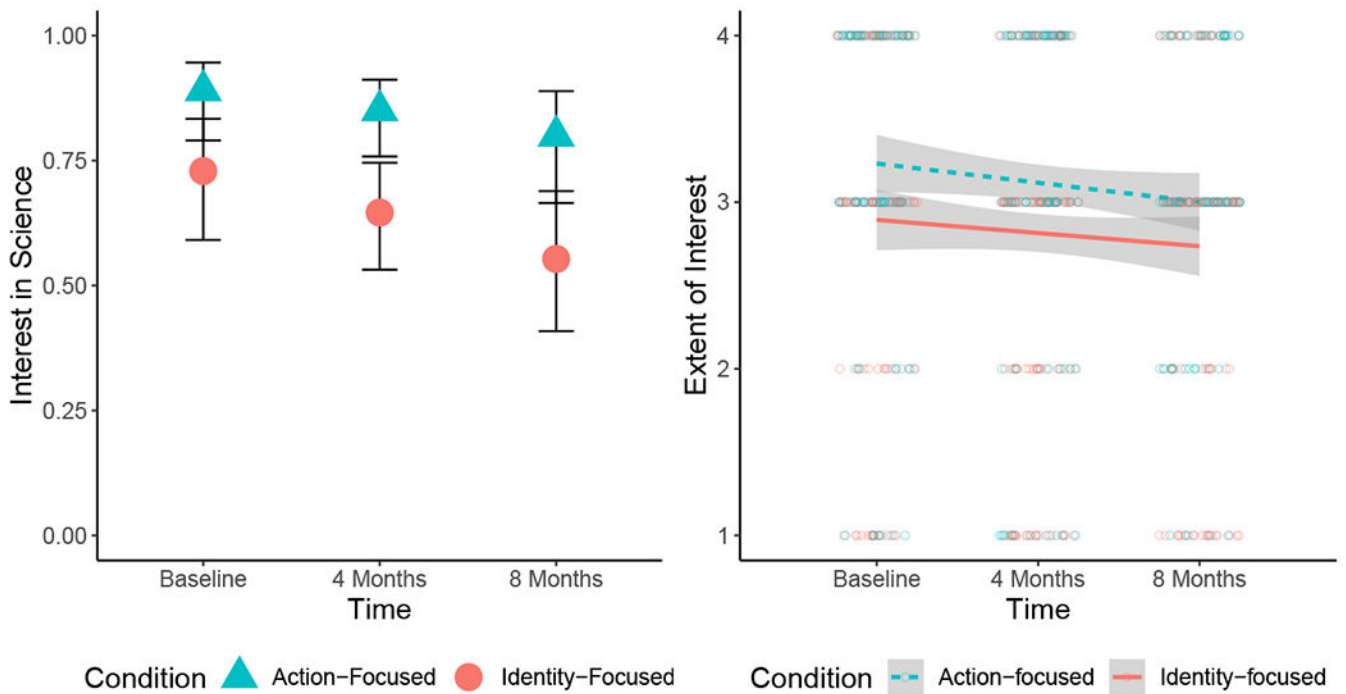 Interest in Science
1.00
0.75
0.50
0.25
0.00
Baseline
4 Months
8 Months
Time
Condition
Action−Focused
Identity−Focused
Extent of Interest
4
3
2
1
Baseline
4 Months
8 Months
Time
Condition
Action−focused
Identity−focused